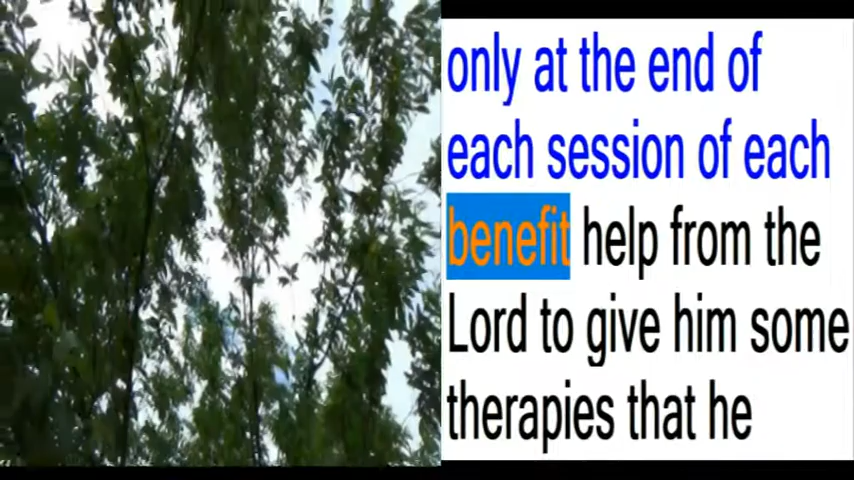 only at the end of
each session of each
benefit help from the
Lord to give him some
therapies that he